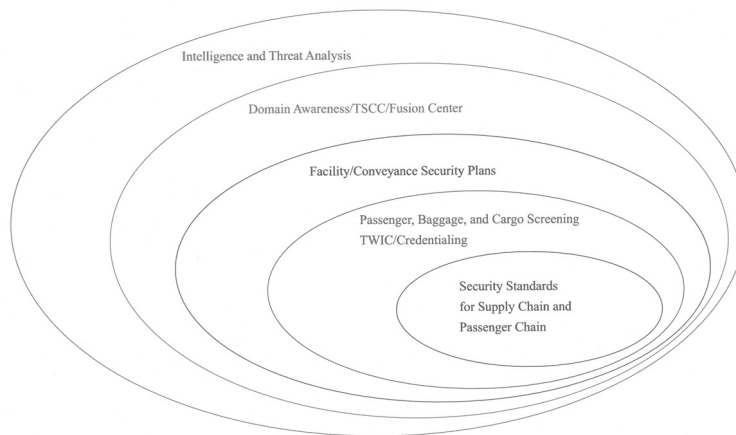 Intelligence and Threat Analysis
Domain Awareness/TSCC/Fusion Center
Facility/Conveyance Security Plans
Passenger, Baggage, and Cargo Screening
TWIC/Credentialing
Security Standards
for Supply Chain and
Passenger Chain